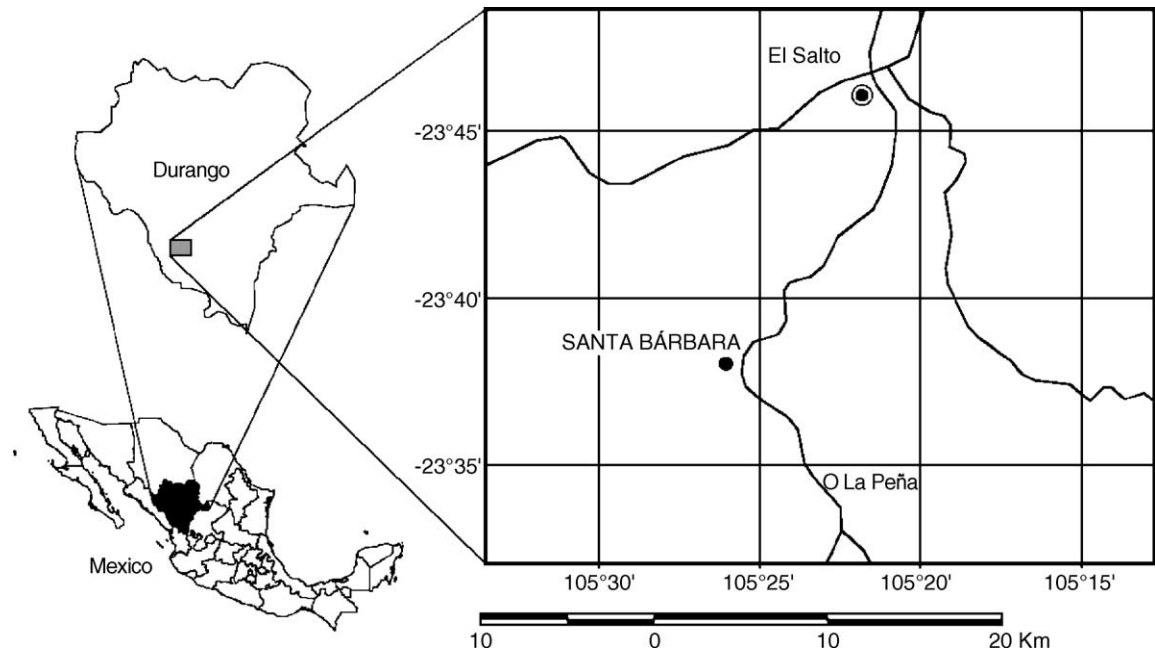 Durango
Mexico
El Salto
-23°45'
-23°40'
SANTA BÁRBARA
-23°35'
O La Peña
105°30' 105°25' 105°20' 105°15'
10 0 10 20 Km